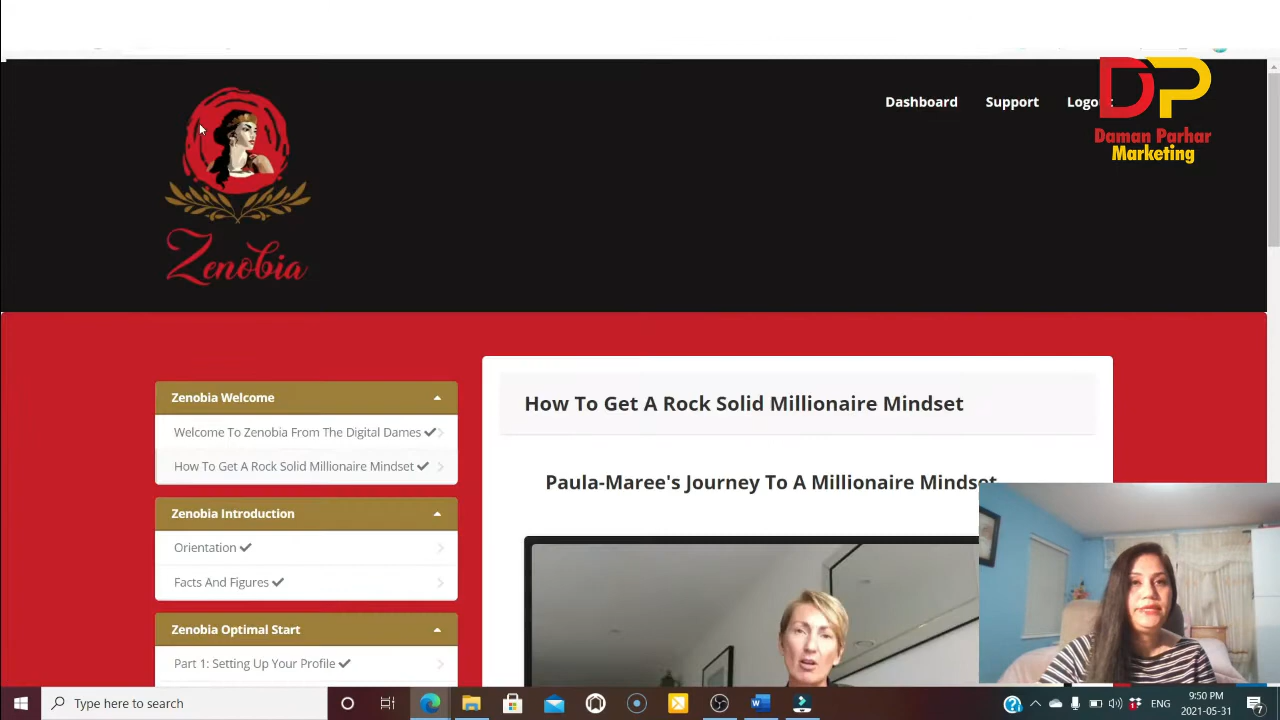 Dashboard Support Logout
DP
Daman Parhar
Marketing
Zenobia
Zenobia Welcome
Welcome To Zenobia From The Digital Dames
How To Get A Rock Solid Millionaire Mindset
Zenobia Introduction
Orientation
Facts And Figures
Zenobia Optimal Start
Part 1: Setting Up Your Profile
How To Get A Rock Solid Millionaire Mindset
Paula-Maree's Journey To A Millionaire Mindset
Type here to search
ENG
9:50 PM
2021-05-31
7